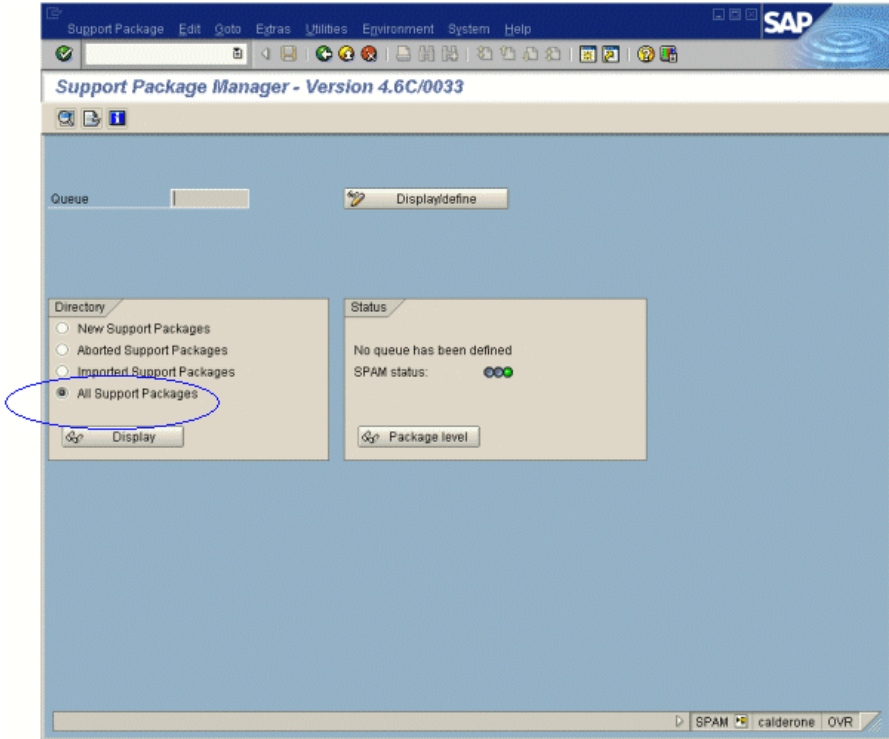 Support Package Edit Goto Extras Utilities Environment System Help
SAP
Support Package Manager - Version 4.6C/0033
Queue
Display/define
Directory
New Support Packages
Aborted Support Packages
Imported Support Packages
All Support Packages
Display
Status
No queue has been defined
SPAM status:
Package level
SPAM calderone OVR